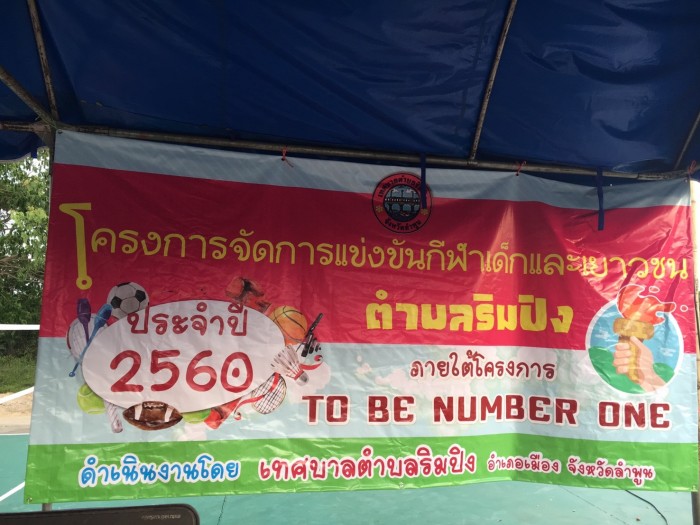 โครงการจัดการแข่งขันกีฬาเด็กและเยาวชน
ตำบลริมปิง
ประจำปี
2560
ภายใต้โครงการ
TO BE NUMBER ONE
ดำเนินงานโดย เทศบาลตำบลริมปิง อำเภอเมือง จังหวัดลำพูน